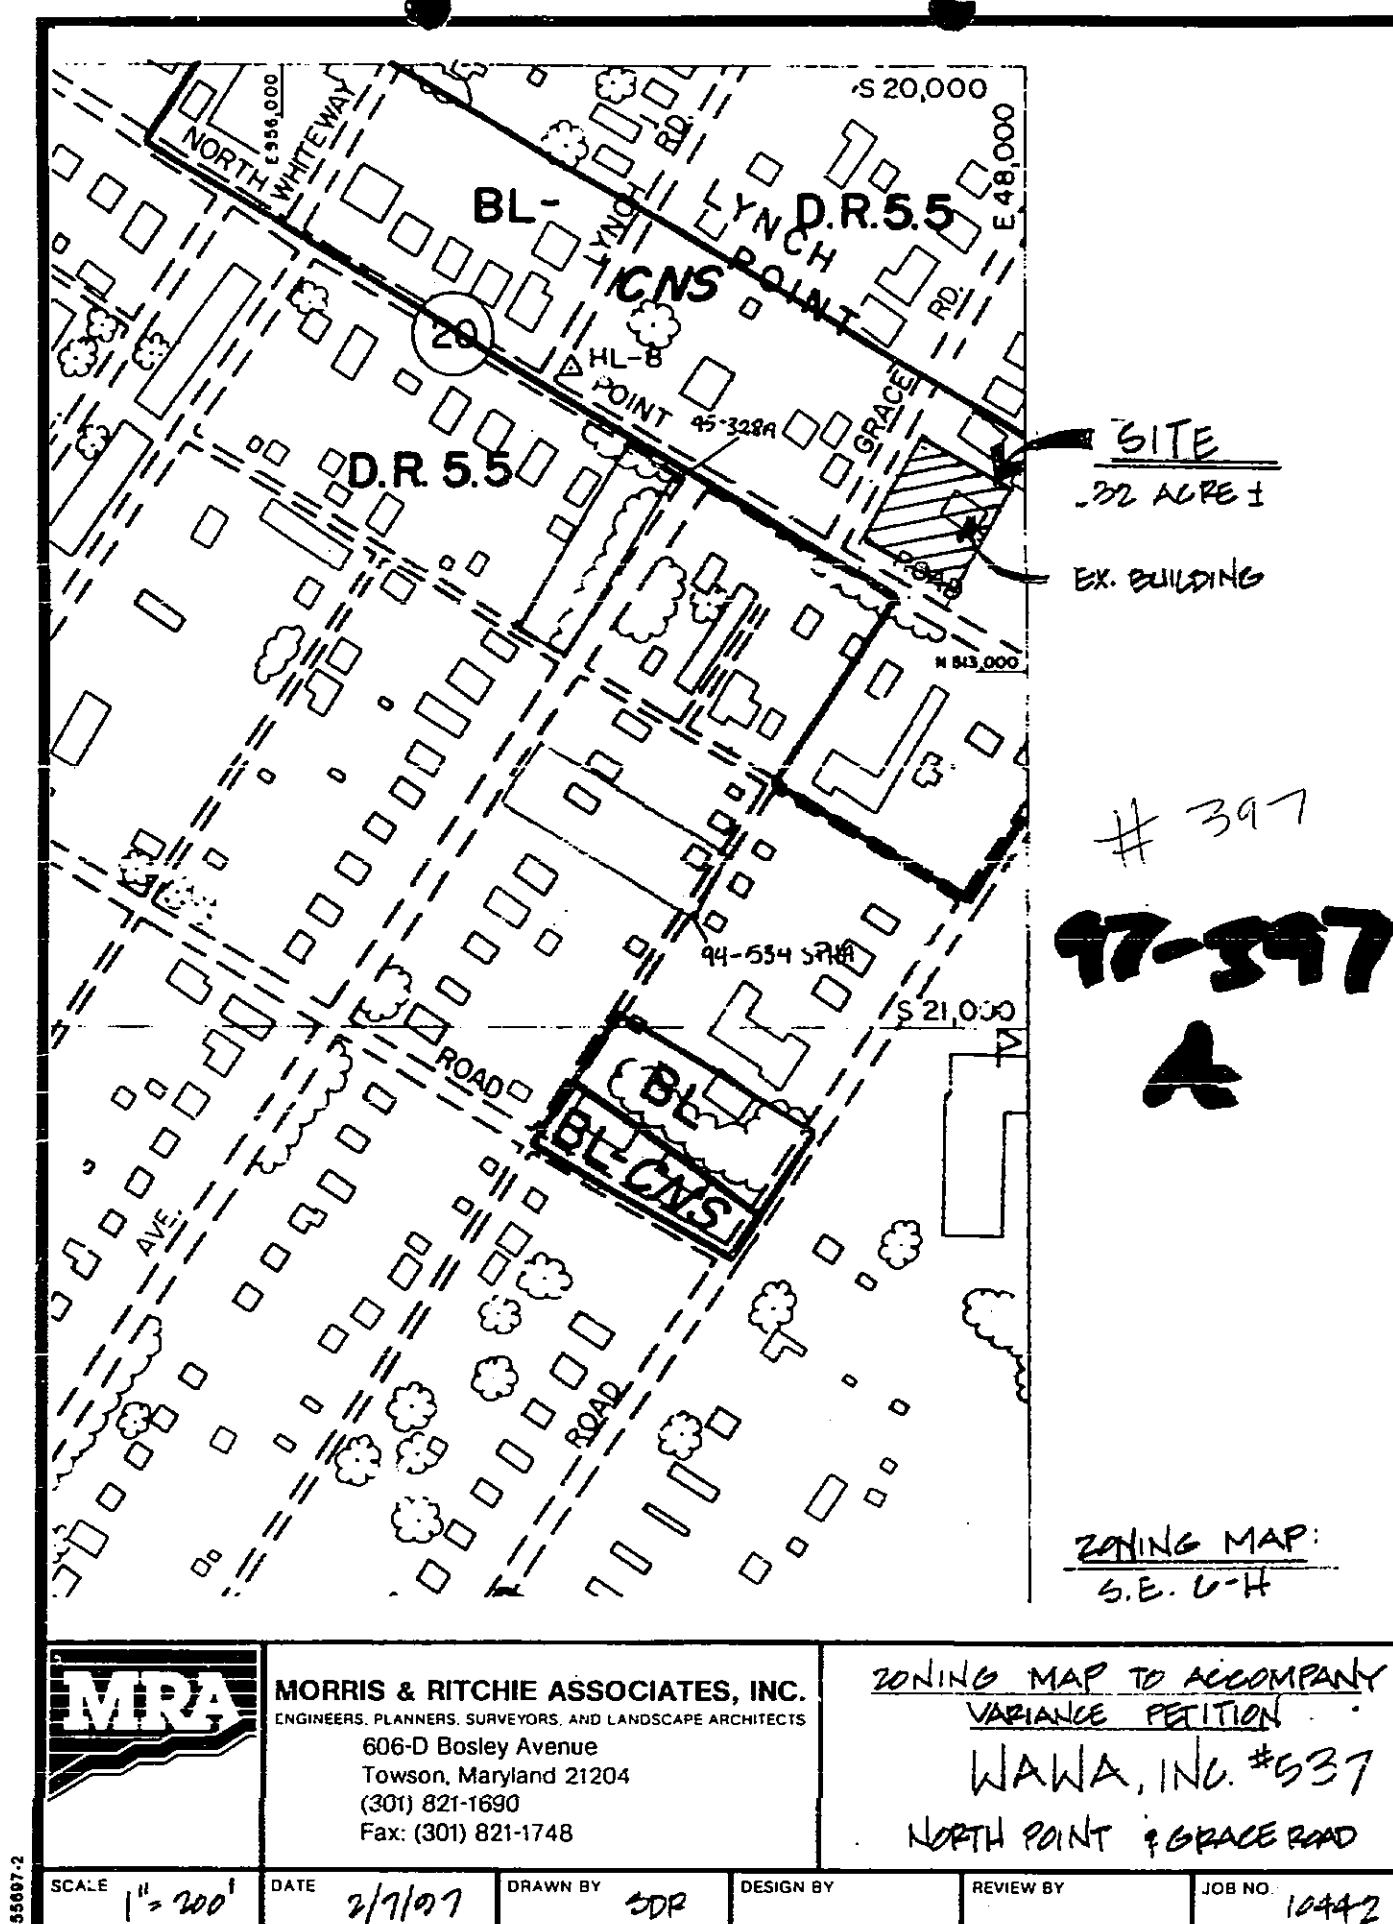 S 20,000
E 956,000
E 48,000
NORTH
WHITEWAY
LYNCH
RD.
BL-
CNS
LYNCH
POINT
D.R.5.5
RD.
20
HL-8
POINT
95-328A
GRACE
SITE
.32 ACRE ±
D.R. 5.5
ROAD
EX. BUILDING
N 513,000
# 397
97-397
A
94-534 SPHA
S 21,000
ROAD
BL
BL-CNS
AVE.
ROAD
ZONING MAP:
S.E. 6-H
MRA
MORRIS & RITCHIE ASSOCIATES, INC.
ENGINEERS, PLANNERS, SURVEYORS, AND LANDSCAPE ARCHITECTS
606-D Bosley Avenue
Towson, Maryland 21204
(301) 821-1690
Fax: (301) 821-1748
ZONING MAP TO ACCOMPANY
VARIANCE PETITION
WAWA, INC. #537
NORTH POINT & GRACE ROAD
55697-2
SCALE 1"=200'
DATE 2/7/97
DRAWN BY SDR
DESIGN BY
REVIEW BY
JOB NO. 10442